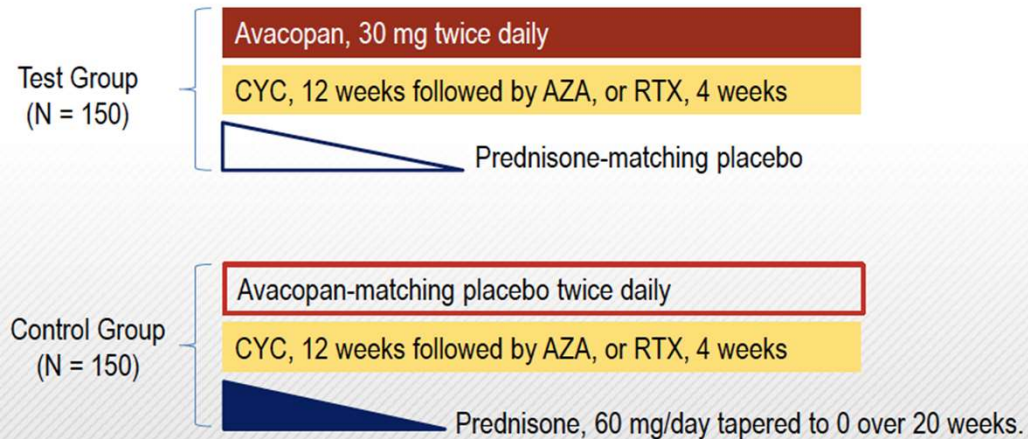 Avacopan, 30 mg twice daily
Test Group
(N = 150)
CYC, 12 weeks followed by AZA, or RTX, 4 weeks
Prednisone-matching placebo
Avacopan-matching placebo twice daily
Control Group
(N = 150)
CYC, 12 weeks followed by AZA, or RTX, 4 weeks
Prednisone, 60 mg/day tapered to 0 over 20 weeks.